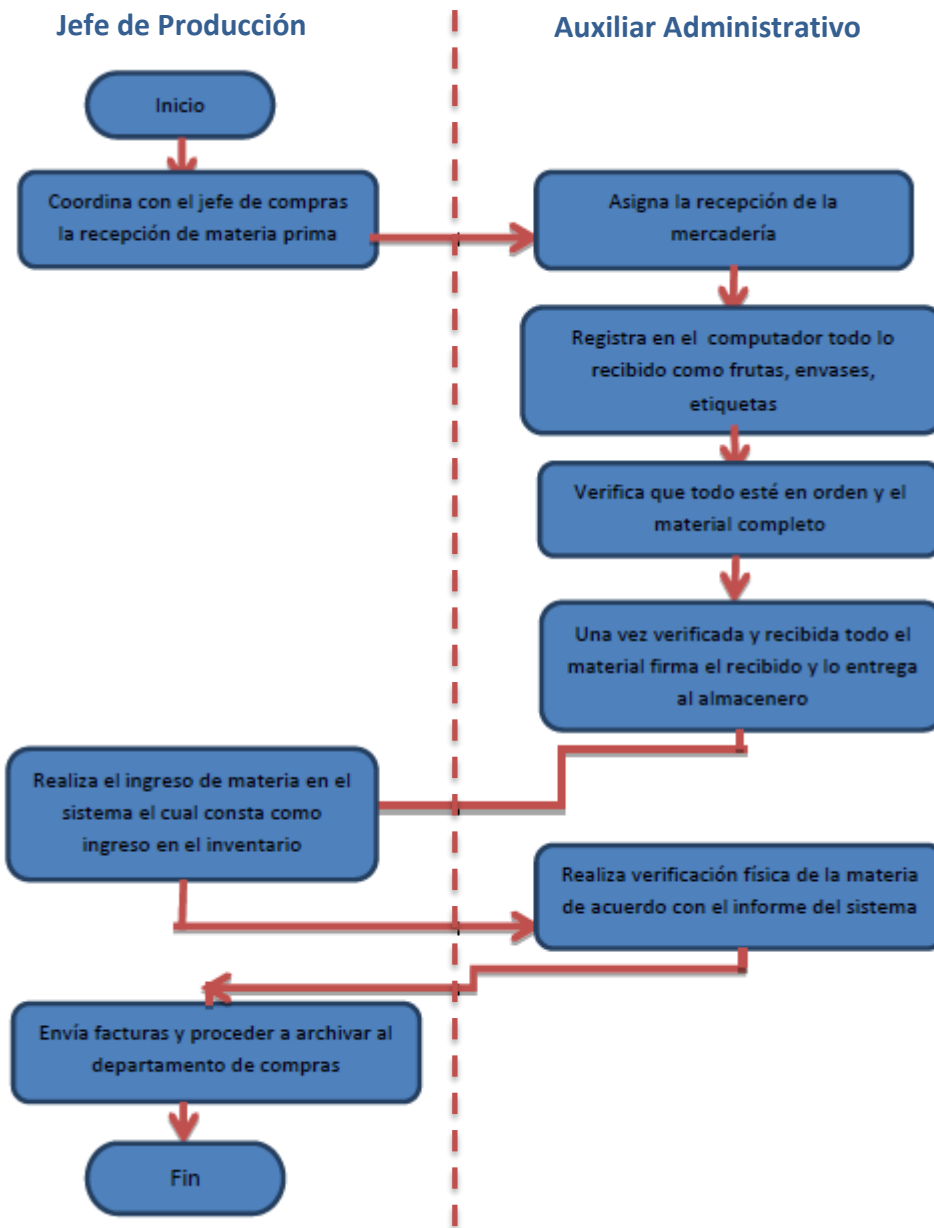 Jefe de Producción
Auxiliar Administrativo
Inicio
Coordina con el jefe de compras
la recepción de materia prima
Asigna la recepción de la
mercadería
Registra en el computador todo lo
recibido como frutas, envases,
etiquetas
Verifica que todo esté en orden y el
material completo
Una vez verificada y recibida todo el
material firma el recibido y lo entrega
al almacenero
Realiza el ingreso de materia en el
sistema el cual consta como
ingreso en el inventario
Realiza verificación física de la materia
de acuerdo con el informe del sistema
Envía facturas y proceder a archivar al
departamento de compras
Fin